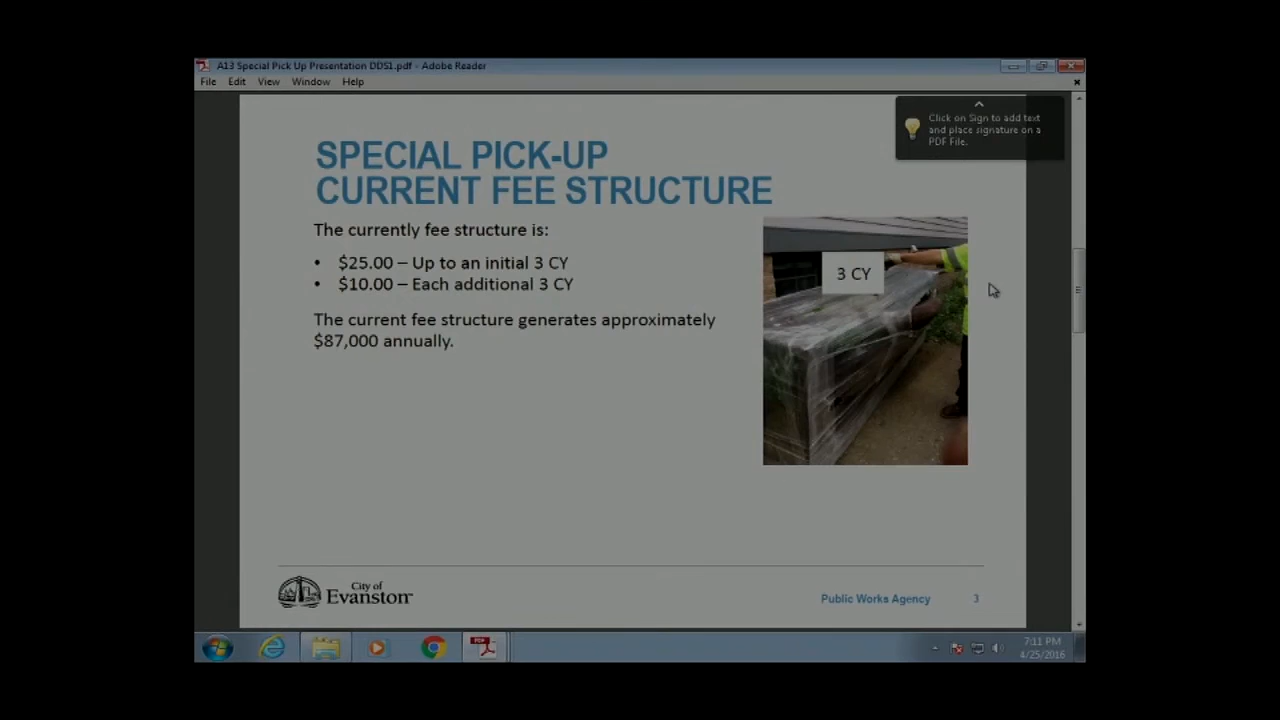 A13 Special Pick Up Presentation DDS1.pdf - Adobe Reader
File Edit View Window Help
Click on Sign to add text
and place signature on a
PDF File.
SPECIAL PICK-UP
CURRENT FEE STRUCTURE
The currently fee structure is:
• $25.00 – Up to an initial 3 CY
• $10.00 – Each additional 3 CY
The current fee structure generates approximately
$87,000 annually.
3 CY
City of
Evanston
Public Works Agency 3
7:11 PM
4/25/2016